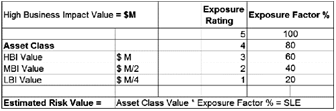 High Business Impact Value = $M Exposure Rating Exposure Factor %
5 100
Asset Class 4 80
HBI Value $ M 3 60
MBI Value $ M/2 2 40
LBI Value $ M/4 1 20
Estimated Risk Value = Asset Class Value * Exposure Factor % = SLE